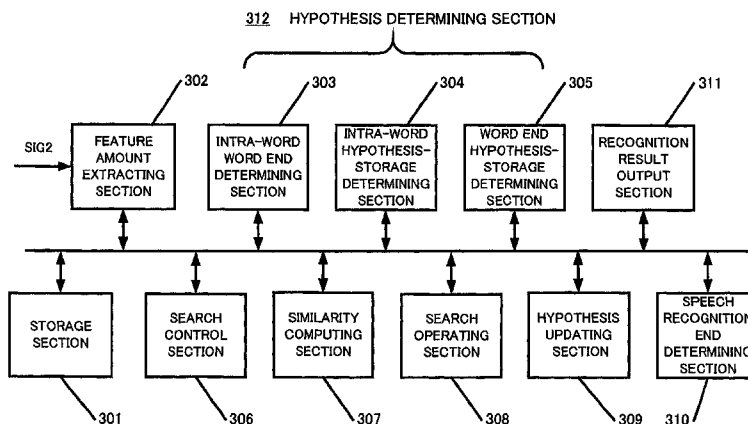 312 HYPOTHESIS DETERMINING SECTION
302
303
304
305
311
SIG2
FEATURE
AMOUNT
EXTRACTING
SECTION
INTRA-WORD
WORD END
DETERMINING
SECTION
INTRA-WORD
HYPOTHESIS-
STORAGE
DETERMINING
SECTION
WORD END
HYPOTHESIS-
STORAGE
DETERMINING
SECTION
RECOGNITION
RESULT
OUTPUT
SECTION
STORAGE
SECTION
SEARCH
CONTROL
SECTION
SIMILARITY
COMPUTING
SECTION
SEARCH
OPERATING
SECTION
HYPOTHESIS
UPDATING
SECTION
SPEECH
RECOGNITION
END
DETERMINING
SECTION
301
306
307
308
309
310